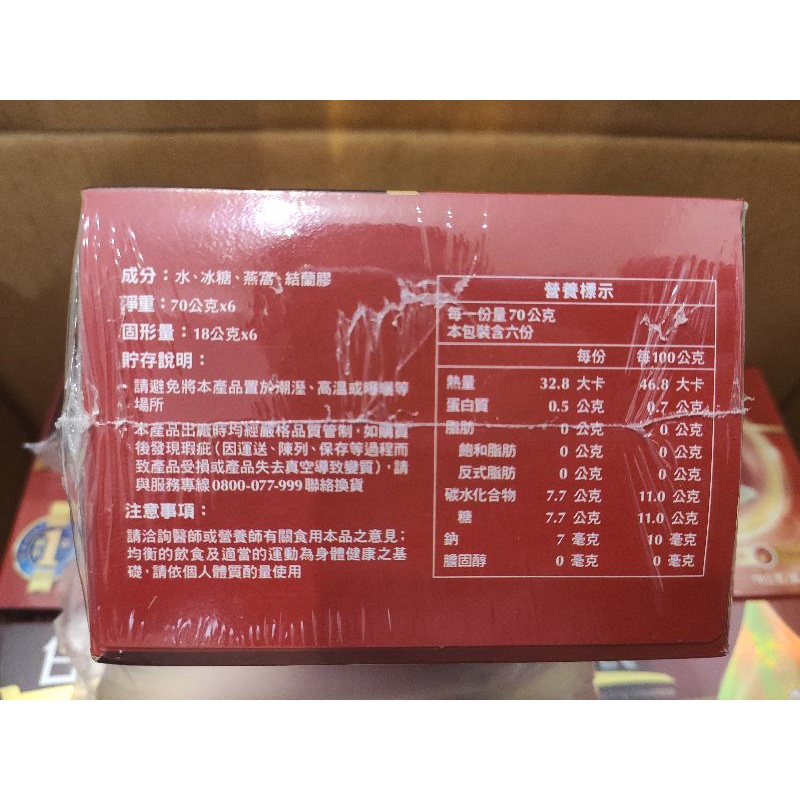 成分：水、冰糖、燕窩、結蘭膠
淨重：70公克x6
固形量：18公克x6
貯存說明：
·請避免將本產品置於潮溼、高溫或曝曬等
場所
·本產品出廠時均經嚴格品質管制，如購買
後發現瑕疵（因運送、陳列、保存等過程而
致產品受損或產品失去真空導致變質），請
與服務專線0800-077-999聯絡換貨
注意事項：
請洽詢醫師或營養師有關食用本品之意見；
均衡的飲食及適當的運動為身體健康之基
礎，請依個人體質酌量使用
營養標示
每一份量70公克
本包裝含六份
每份 每100公克
熱量 32.8 大卡 46.8 大卡
蛋白質 0.5 公克 0.7 公克
脂肪 0 公克 0 公克
飽和脂肪 0 公克 0 公克
反式脂肪 0 公克 0 公克
碳水化合物 7.7 公克 11.0 公克
糖 7.7 公克 11.0 公克
鈉 7 毫克 10 毫克
膽固醇 0 毫克 0 毫克
1